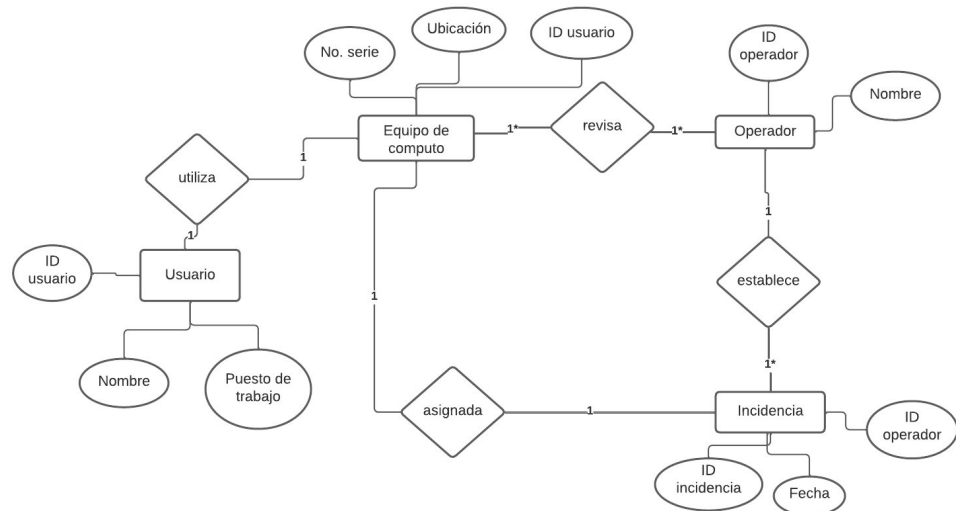 Ubicación
ID usuario
No. serie
ID
operador
Nombre
Equipo de
computo
1*
revisa
1*
Operador
1
utiliza
1
1
ID
usuario
Usuario
establece
1
1*
Nombre
Puesto de
trabajo
asignada
1
Incidencia
ID
operador
ID
incidencia
Fecha